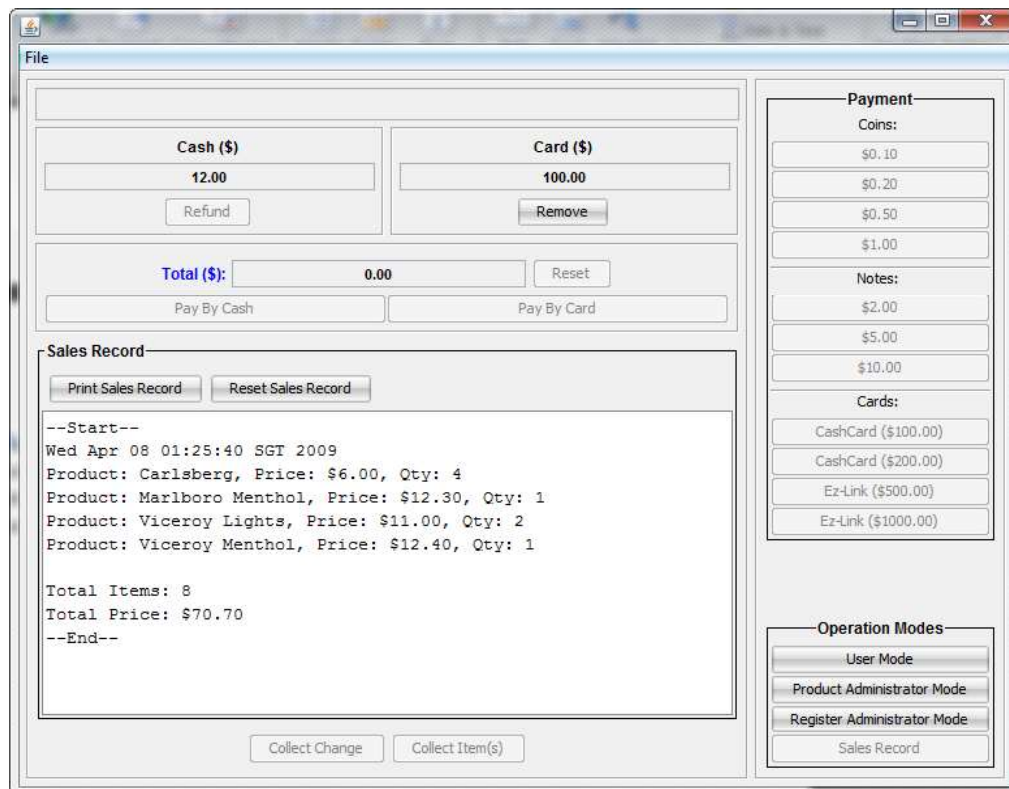 File
Cash ($)
12.00
Refund
Card ($)
100.00
Remove
Total ($): 0.00 Reset
Pay By Cash Pay By Card
Sales Record
Print Sales Record Reset Sales Record
--Start--
Wed Apr 08 01:25:40 SGT 2009
Product: Carlsberg, Price: $6.00, Qty: 4
Product: Marlboro Menthol, Price: $12.30, Qty: 1
Product: Viceroy Lights, Price: $11.00, Qty: 2
Product: Viceroy Menthol, Price: $12.40, Qty: 1
Total Items: 8
Total Price: $70.70
--End--
Collect Change Collect Item(s)
Payment
Coins:
$0.10
$0.20
$0.50
$1.00
Notes:
$2.00
$5.00
$10.00
Cards:
CashCard ($100.00)
CashCard ($200.00)
Ez-Link ($500.00)
Ez-Link ($1000.00)
Operation Modes
User Mode
Product Administrator Mode
Register Administrator Mode
Sales Record